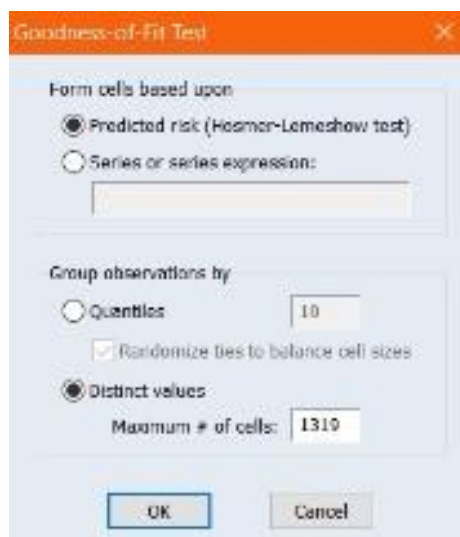 Goodness-of-Fit Test
Form cells based upon
Predicted risk (Hosmer-Lemeshow test)
Series or series expression:
Group observations by
Quantiles
10
Randomize ties to balance cell sizes
Distinct values
Maximum # of cells:
1319
OK
Cancel